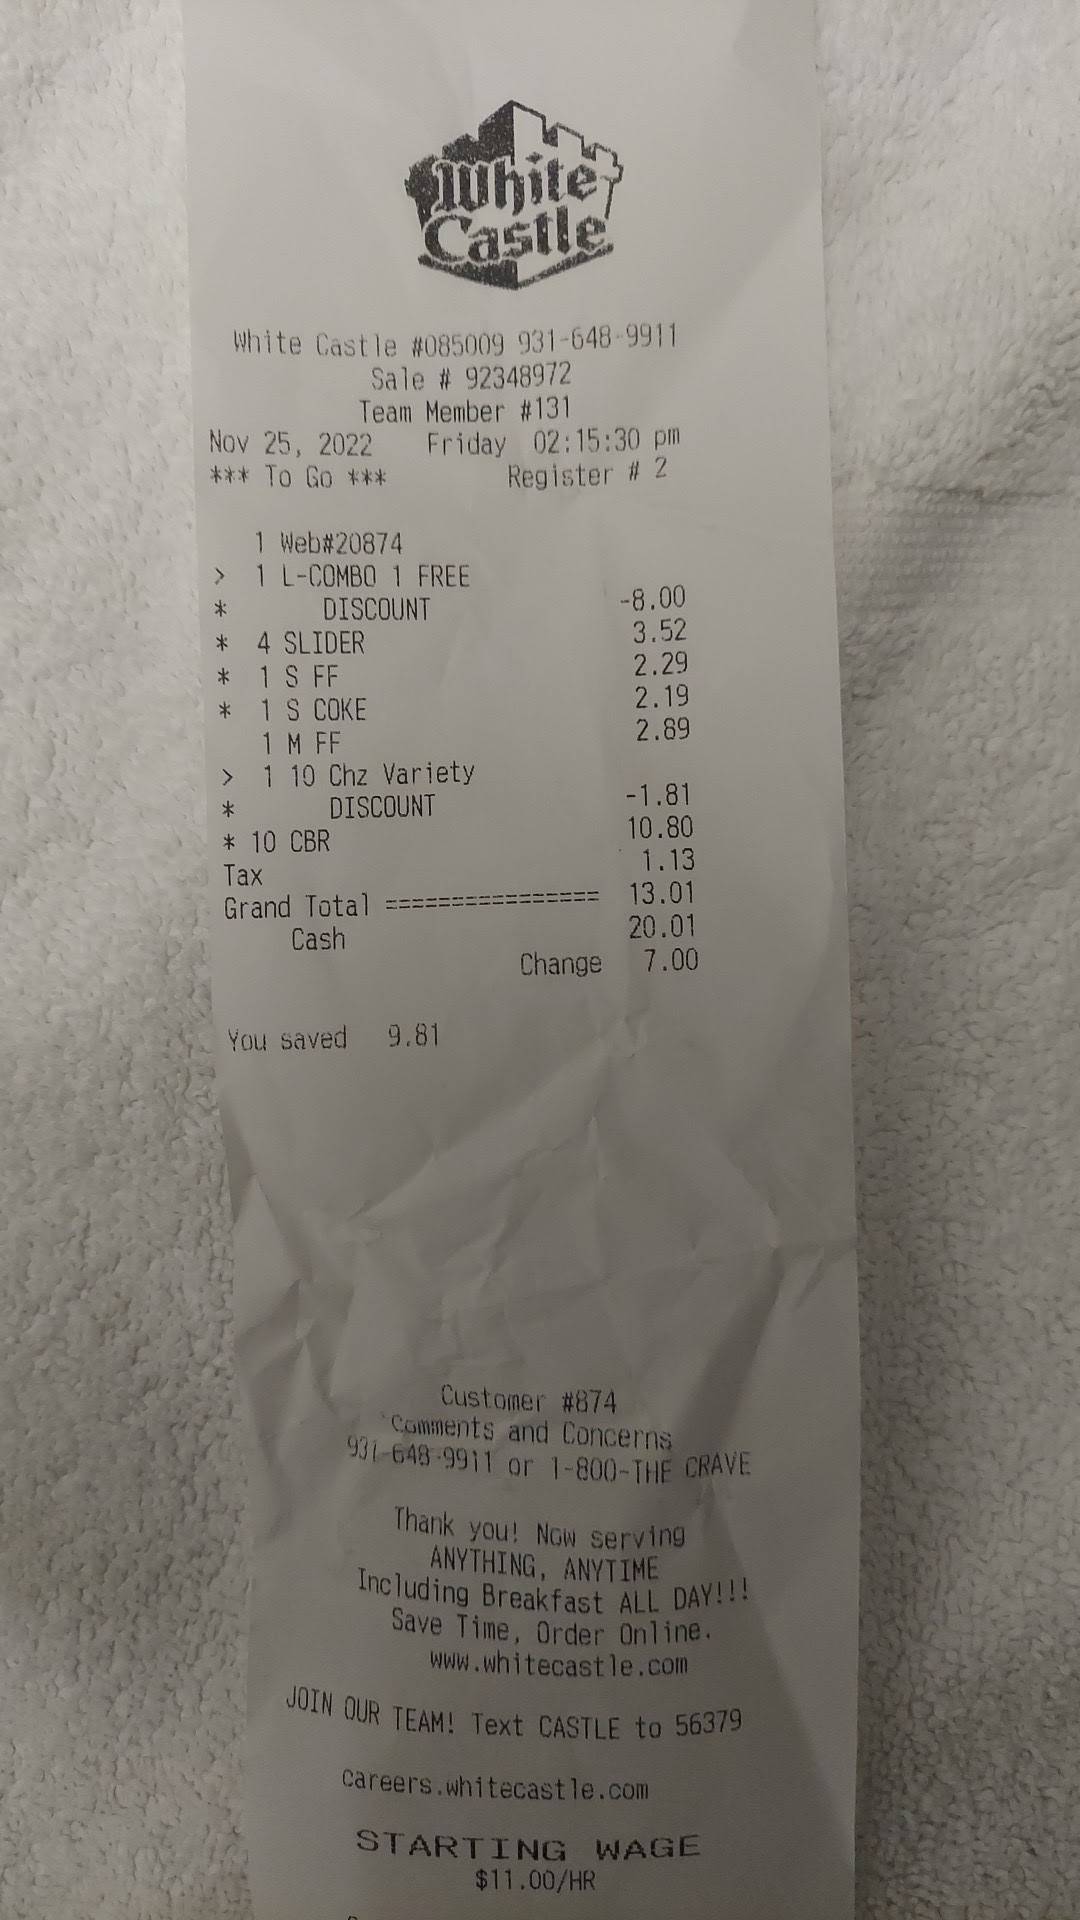 White
Castle
White Castle #085009 931-648-9911
Sale # 92348972
Team Member #131
Nov 25, 2022 Friday 02:15:30 pm
*** To Go *** Register # 2
1 Web#20874
> 1 L-COMBO 1 FREE
* DISCOUNT -8.00
* 4 SLIDER 3.52
* 1 S FF 2.29
* 1 S COKE 2.19
1 M FF 2.89
> 1 10 Chz Variety
* DISCOUNT -1.81
* 10 CBR 10.80
Tax 1.13
Grand Total ================ 13.01
Cash 20.01
Change 7.00
You saved 9.81
Customer #874
Comments and Concerns
931-648-9911 or 1-800-THE CRAVE
Thank you! Now serving
ANYTHING, ANYTIME
Including Breakfast ALL DAY!!!
Save Time, Order Online.
www.whitecastle.com
JOIN OUR TEAM! Text CASTLE to 56379
careers.whitecastle.com
STARTING WAGE
$11.00/HR